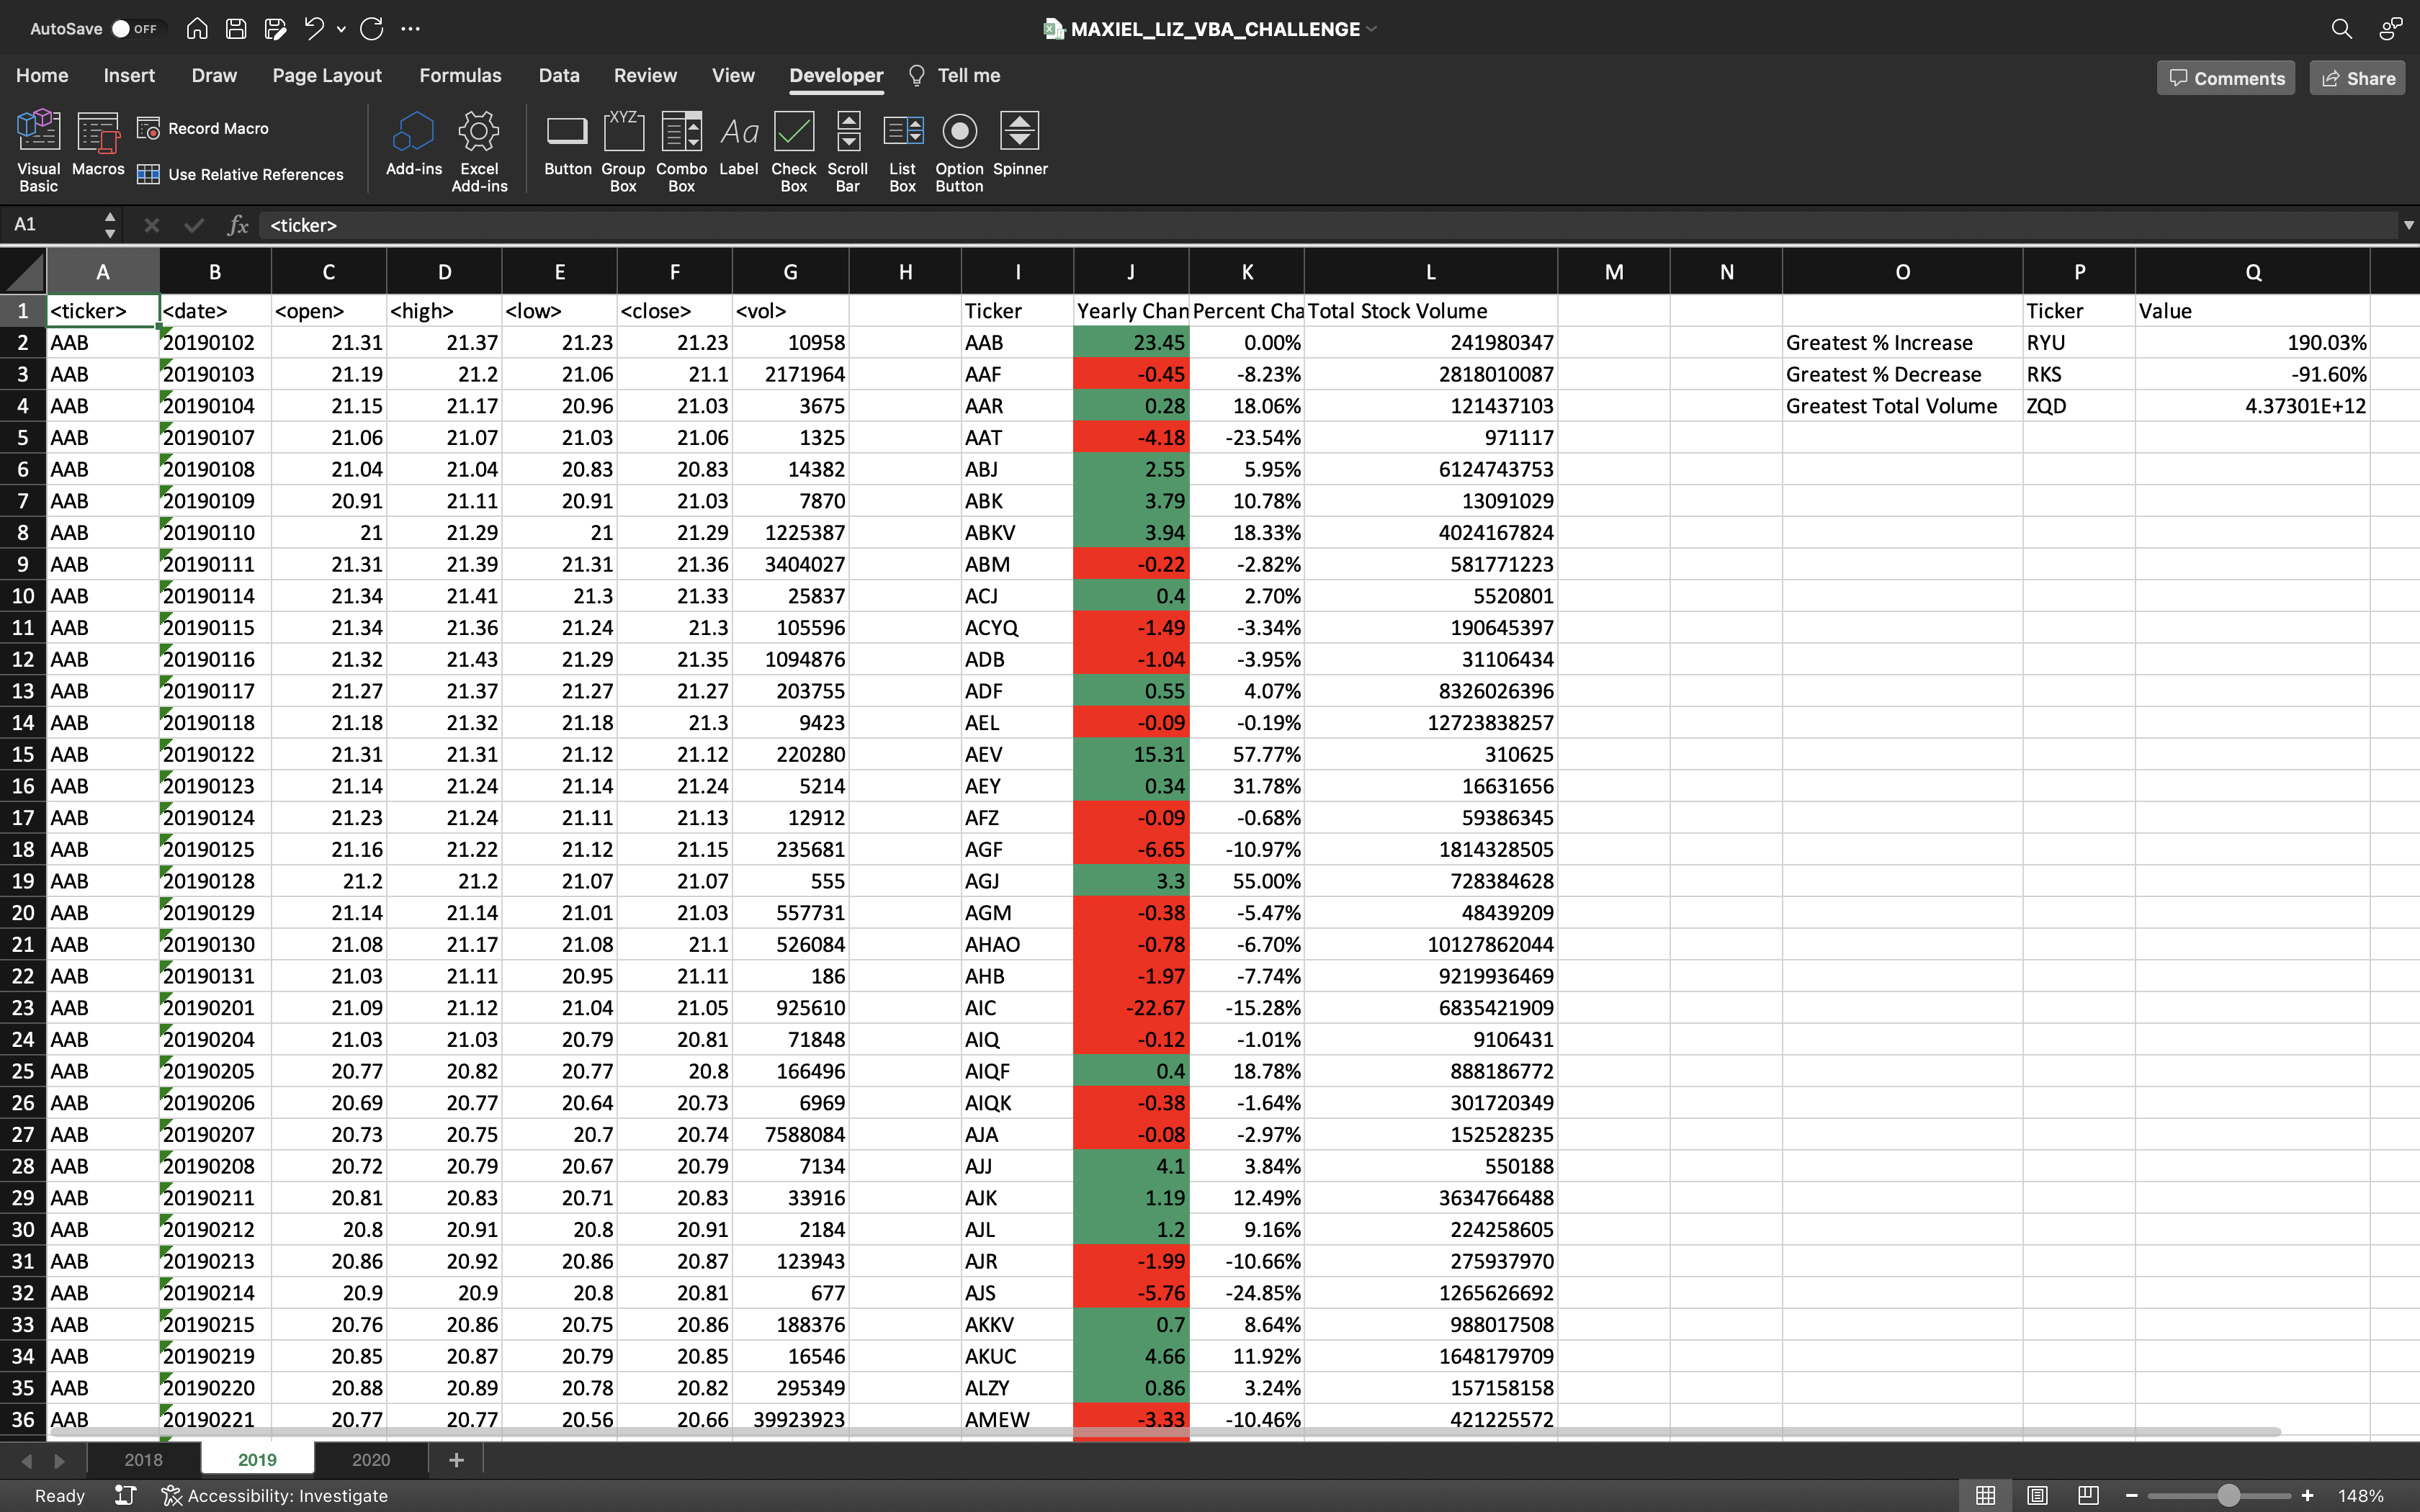 AutoSave OFF MAXIEL_LIZ_VBA_CHALLENGE
Home Insert Draw Page Layout Formulas Data Review View Developer Tell me Comments Share
Visual Basic Macros Record Macro Use Relative References Add-ins Excel Add-ins Button Group Box XYZ Combo Box Aa Label Check Box Scroll Bar List Box Option Button Spinner
A1 fx <ticker>
A B C D E F G H I J K L M N O P Q
1 <ticker> <date> <open> <high> <low> <close> <vol> Ticker Yearly Chan Percent Cha Total Stock Volume Ticker Value
2 AAB 20190102 21.31 21.37 21.23 21.23 10958 AAB 23.45 0.00% 241980347 Greatest % Increase RYU 190.03%
3 AAB 20190103 21.19 21.2 21.06 21.1 2171964 AAF -0.45 -8.23% 2818010087 Greatest % Decrease RKS -91.60%
4 AAB 20190104 21.15 21.17 20.96 21.03 3675 AAR 0.28 18.06% 121437103 Greatest Total Volume ZQD 4.37301E+12
5 AAB 20190107 21.06 21.07 21.03 21.06 1325 AAT -4.18 -23.54% 971117
6 AAB 20190108 21.04 21.04 20.83 20.83 14382 ABJ 2.55 5.95% 6124743753
7 AAB 20190109 20.91 21.11 20.91 21.03 7870 ABK 3.79 10.78% 13091029
8 AAB 20190110 21 21.29 21 21.29 1225387 ABKV 3.94 18.33% 4024167824
9 AAB 20190111 21.31 21.39 21.31 21.36 3404027 ABM -0.22 -2.82% 581771223
10 AAB 20190114 21.34 21.41 21.3 21.33 25837 ACJ 0.4 2.70% 5520801
11 AAB 20190115 21.34 21.36 21.24 21.3 105596 ACYQ -1.49 -3.34% 190645397
12 AAB 20190116 21.32 21.43 21.29 21.35 1094876 ADB -1.04 -3.95% 31106434
13 AAB 20190117 21.27 21.37 21.27 21.27 203755 ADF 0.55 4.07% 8326026396
14 AAB 20190118 21.18 21.32 21.18 21.3 9423 AEL -0.09 -0.19% 12723838257
15 AAB 20190122 21.31 21.31 21.12 21.12 220280 AEV 15.31 57.77% 310625
16 AAB 20190123 21.14 21.24 21.14 21.24 5214 AEY 0.34 31.78% 16631656
17 AAB 20190124 21.23 21.24 21.11 21.13 12912 AFZ -0.09 -0.68% 59386345
18 AAB 20190125 21.16 21.22 21.12 21.15 235681 AGF -6.65 -10.97% 1814328505
19 AAB 20190128 21.2 21.2 21.07 21.07 555 AGJ 3.3 55.00% 728384628
20 AAB 20190129 21.14 21.14 21.01 21.03 557731 AGM -0.38 -5.47% 48439209
21 AAB 20190130 21.08 21.17 21.08 21.1 526084 AHAO -0.78 -6.70% 10127862044
22 AAB 20190131 21.03 21.11 20.95 21.11 186 AHB -1.97 -7.74% 9219936469
23 AAB 20190201 21.09 21.12 21.04 21.05 925610 AIC -22.67 -15.28% 6835421909
24 AAB 20190204 21.03 21.03 20.79 20.81 71848 AIQ -0.12 -1.01% 9106431
25 AAB 20190205 20.77 20.82 20.77 20.8 166496 AIQF 0.4 18.78% 888186772
26 AAB 20190206 20.69 20.77 20.64 20.73 6969 AIQK -0.38 -1.64% 301720349
27 AAB 20190207 20.73 20.75 20.7 20.74 7588084 AJA -0.08 -2.97% 152528235
28 AAB 20190208 20.72 20.79 20.67 20.79 7134 AJJ 4.1 3.84% 550188
29 AAB 20190211 20.81 20.83 20.71 20.83 33916 AJK 1.19 12.49% 3634766488
30 AAB 20190212 20.8 20.91 20.8 20.91 2184 AJL 1.2 9.16% 224258605
31 AAB 20190213 20.86 20.92 20.86 20.87 123943 AJR -1.99 -10.66% 275937970
32 AAB 20190214 20.9 20.9 20.8 20.81 677 AJS -5.76 -24.85% 1265626692
33 AAB 20190215 20.76 20.86 20.75 20.86 188376 AKKV 0.7 8.64% 988017508
34 AAB 20190219 20.85 20.87 20.79 20.85 16546 AKUC 4.66 11.92% 1648179709
35 AAB 20190220 20.88 20.89 20.78 20.82 295349 ALZY 0.86 3.24% 157158158
36 AAB 20190221 20.77 20.77 20.56 20.66 39923923 AMEW -3.33 -10.46% 421225572
2018 2019 2020 +
Ready Accessibility: Investigate 148%